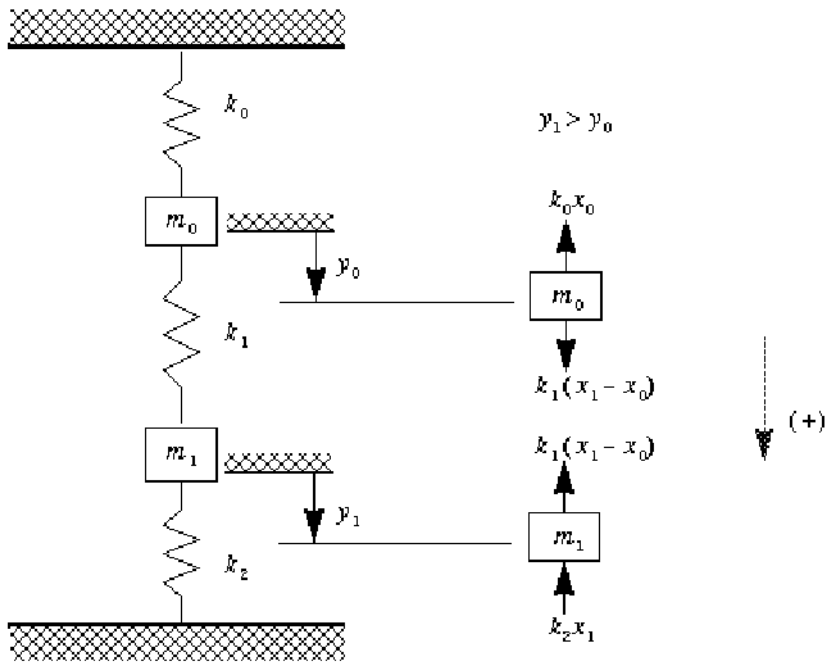 k₀
y₁ > y₀
k₀x₀
m₀
y₀
m₀
k₁
k₁(x₁ − x₀)
(+)
k₁(x₁ − x₀)
m₁
y₁
m₁
k₂
k₂x₁